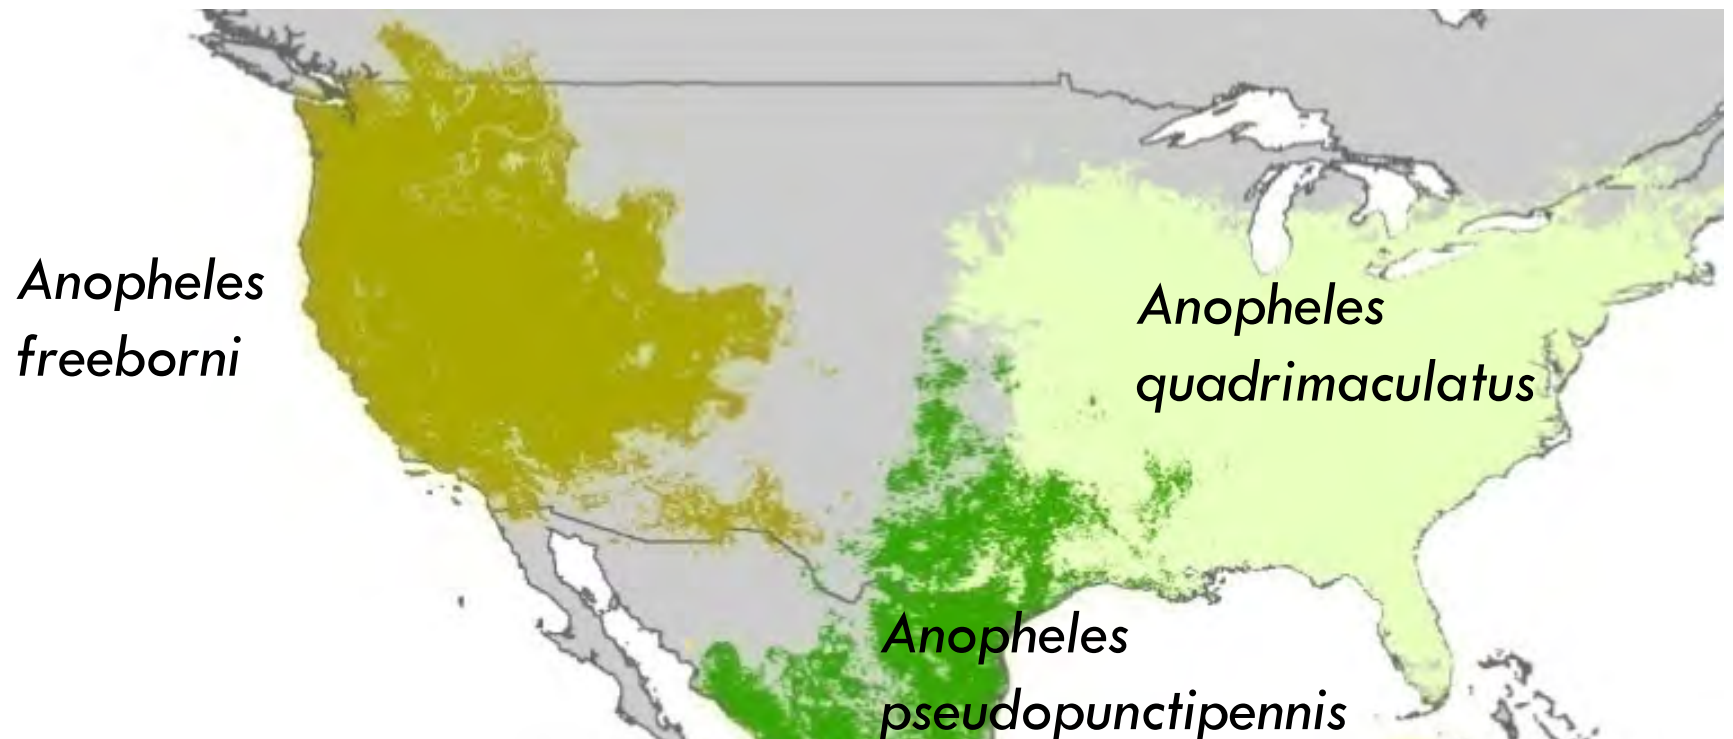 Anopheles
freeborni
Anopheles
quadrimaculatus
Anopheles
pseudopunctipennis